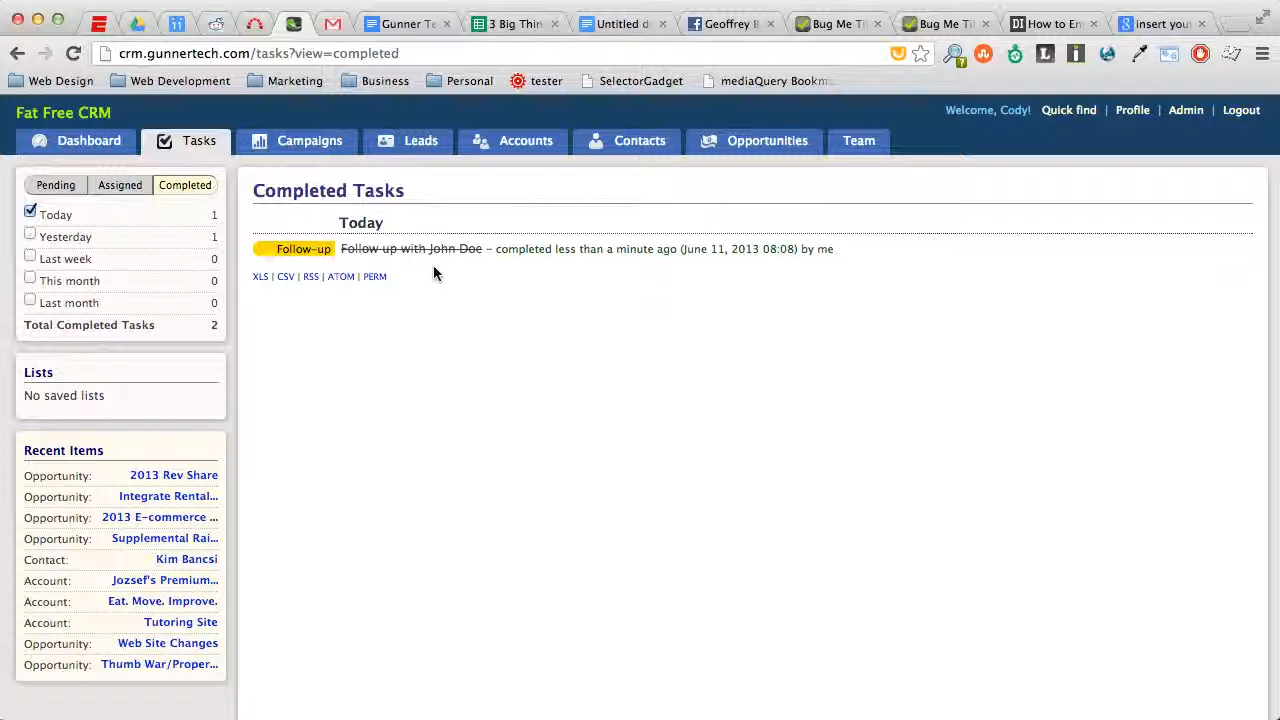 Gunner Te
3 Big Thin
Untitled d
Geoffrey B
Bug Me Ti
Bug Me Ti
How to En
insert you
crm.gunnertech.com/tasks?view=completed
Web Design
Web Development
Marketing
Business
Personal
tester
SelectorGadget
mediaQuery Bookm
Fat Free CRM
Welcome, Cody! Quick find | Profile | Admin | Logout
Dashboard
Tasks
Campaigns
Leads
Accounts
Contacts
Opportunities
Team
Pending
Assigned
Completed
Today 1
Yesterday 1
Last week 0
This month 0
Last month 0
Total Completed Tasks 2
Lists
No saved lists
Recent Items
Opportunity: 2013 Rev Share
Opportunity: Integrate Rental...
Opportunity: 2013 E-commerce ...
Opportunity: Supplemental Rai...
Contact: Kim Bancsi
Account: Jozsef's Premium...
Account: Eat. Move. Improve.
Account: Tutoring Site
Opportunity: Web Site Changes
Opportunity: Thumb War/Proper...
Completed Tasks
Today
Follow-up Follow up with John Doe – completed less than a minute ago (June 11, 2013 08:08) by me
XLS | CSV | RSS | ATOM | PERM